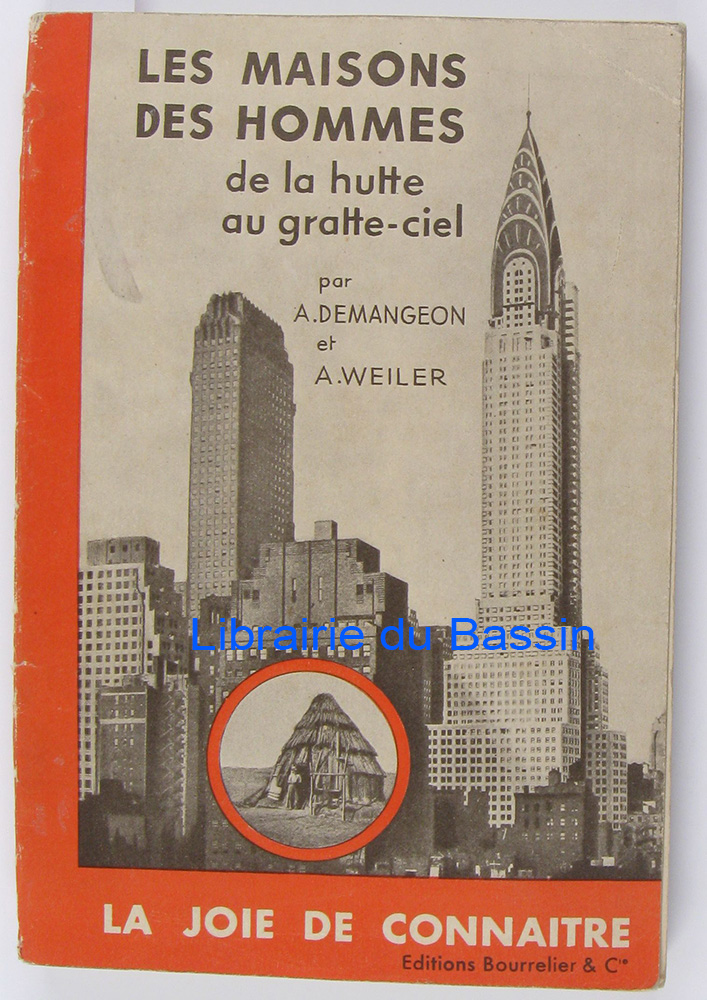 LES MAISONS
DES HOMMES
de la hutte
au gratte-ciel
par
A.DEMANGEON
et
A.WEILER
Librairie du Bassin
LA JOIE DE CONNAITRE
Editions Bourrelier & Cie